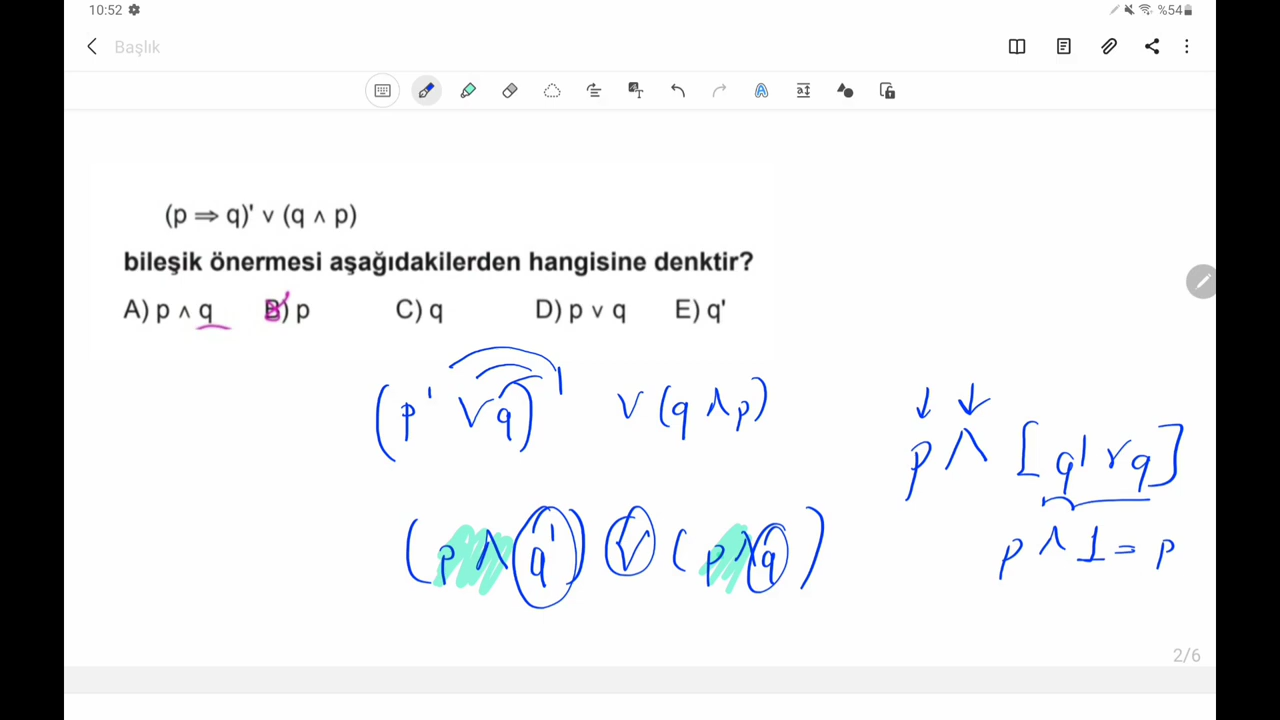 10:52 %54
Başlık
(p ⇒ q)' ∨ (q ∧ p)
bileşik önermesi aşağıdakilerden hangisine denktir?
A) p ∧ q B) p C) q D) p ∨ q E) q'
(p' ∨ q)' ∨ (q ∧ p)
(p ∧ q') ∨ (p ∧ q)
p ∧ [q' ∨ q]
p ∧ 1 = p
2/6